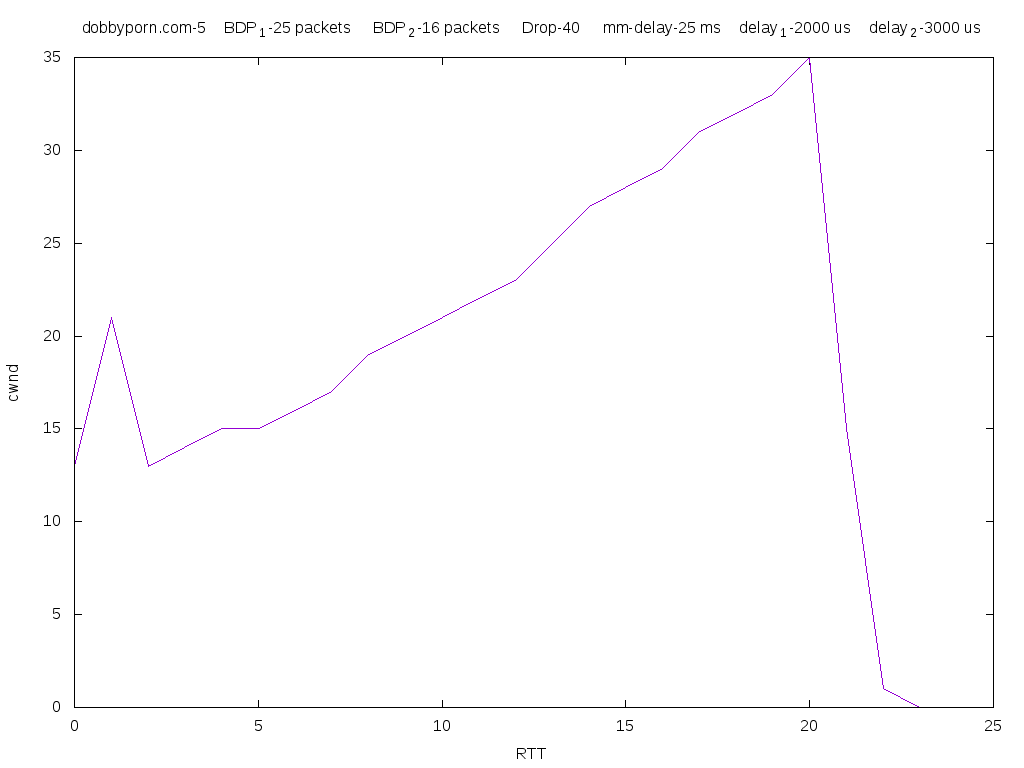 dobbyporn.com-5 BDP1-25 packets BDP2-16 packets Drop-40 mm-delay-25 ms delay1-2000 us delay2-3000 us
35
30
25
20
15
10
5
0
cwnd
0 5 10 15 20 25
RTT